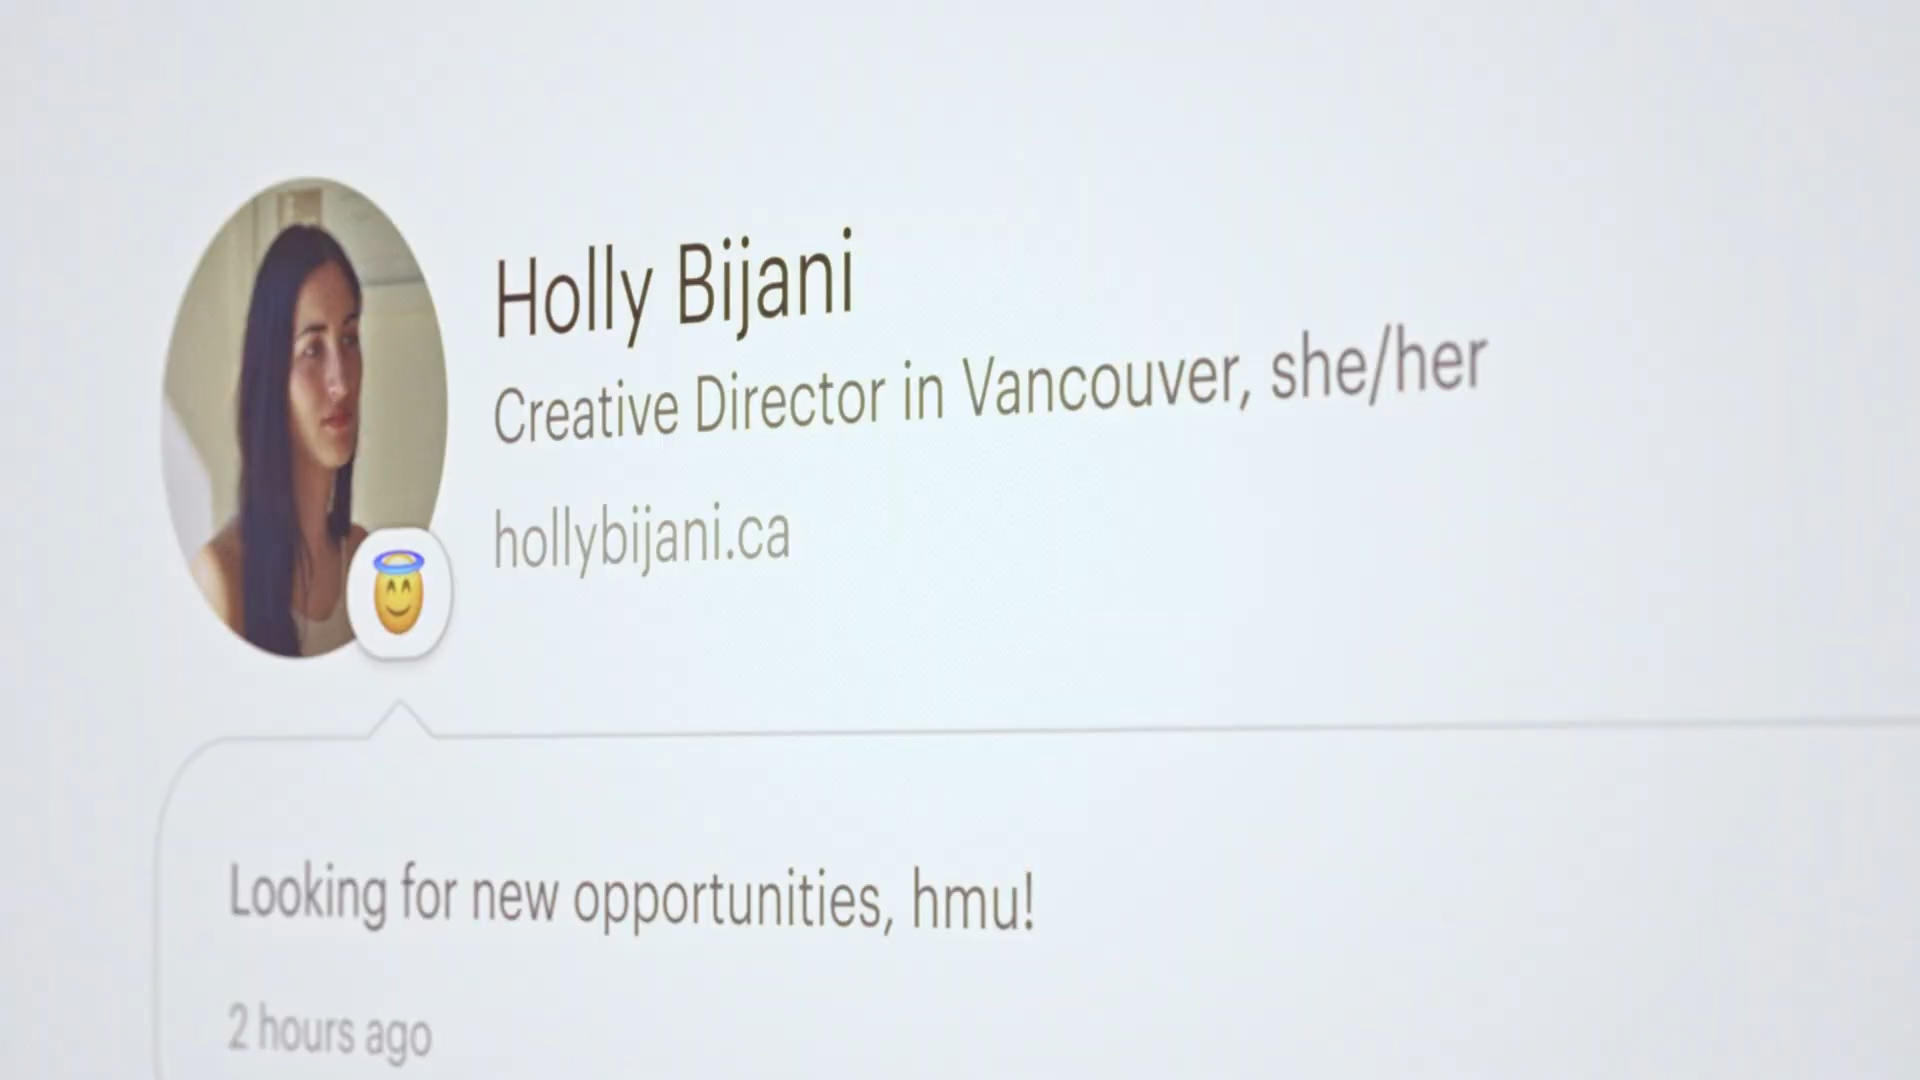 Holly Bijani
Creative Director in Vancouver, she/her
hollybijani.ca
Looking for new opportunities, hmu!
2 hours ago